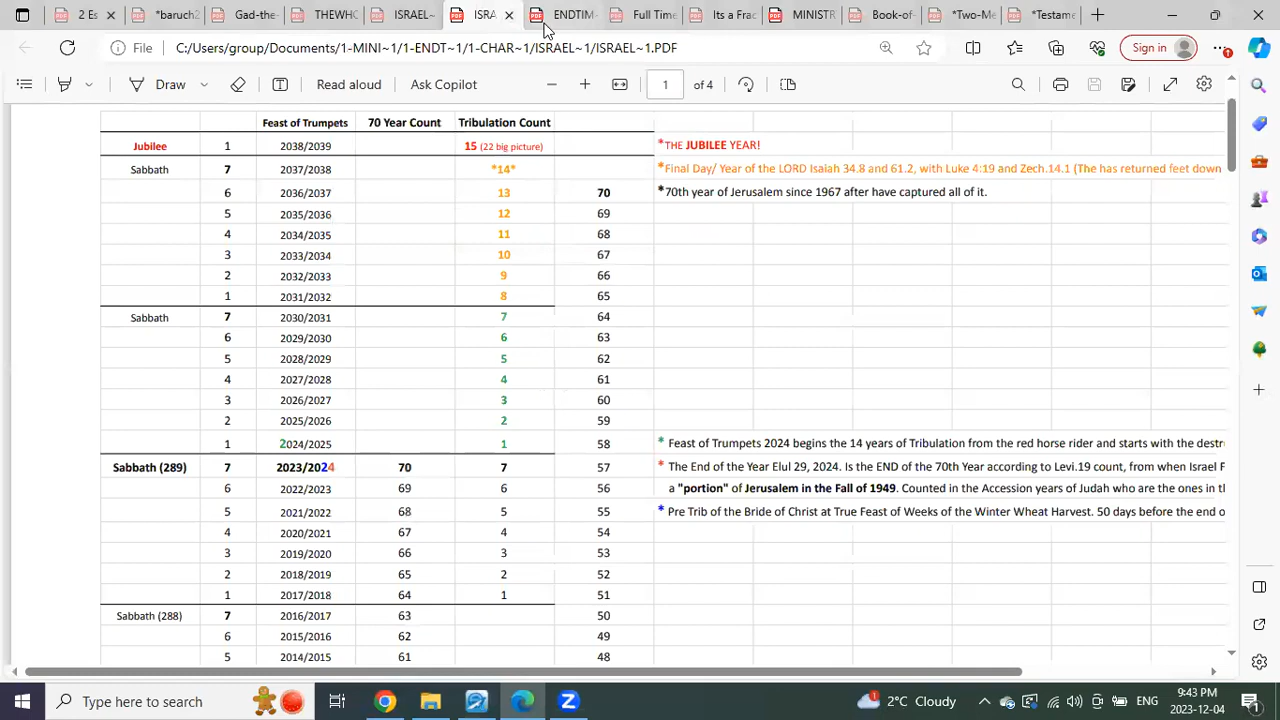 2 Es
*baruch2
Gad-the-
THEWHO
ISRAEL~
ISRA
ENDTIM
Full Time
Its a Frac
MINISTR
Book-of-
*Two-Me
*Testame
File C:/Users/group/Documents/1-MINI~1/1-ENDT~1/1-CHAR~1/ISRAEL~1/ISRAEL~1.PDF Sign in
Draw Read aloud Ask Copilot 1 of 4
Feast of Trumpets 70 Year Count Tribulation Count
Jubilee 1 2038/2039 15 (22 big picture) *THE JUBILEE YEAR!
Sabbath 7 2037/2038 *14* *Final Day/ Year of the LORD Isaiah 34.8 and 61.2, with Luke 4:19 and Zech.14.1 (The has returned feet down
6 2036/2037 13 70 *70th year of Jerusalem since 1967 after have captured all of it.
5 2035/2036 12 69
4 2034/2035 11 68
3 2033/2034 10 67
2 2032/2033 9 66
1 2031/2032 8 65
Sabbath 7 2030/2031 7 64
6 2029/2030 6 63
5 2028/2029 5 62
4 2027/2028 4 61
3 2026/2027 3 60
2 2025/2026 2 59
1 2024/2025 1 58 * Feast of Trumpets 2024 begins the 14 years of Tribulation from the red horse rider and starts with the destr
Sabbath (289) 7 2023/2024 70 7 57 * The End of the Year Elul 29, 2024. Is the END of the 70th Year according to Levi.19 count, from when Israel F
6 2022/2023 69 6 56 a "portion" of Jerusalem in the Fall of 1949. Counted in the Accession years of Judah who are the ones in th
5 2021/2022 68 5 55 * Pre Trib of the Bride of Christ at True Feast of Weeks of the Winter Wheat Harvest. 50 days before the end o
4 2020/2021 67 4 54
3 2019/2020 66 3 53
2 2018/2019 65 2 52
1 2017/2018 64 1 51
Sabbath (288) 7 2016/2017 63 50
6 2015/2016 62 49
5 2014/2015 61 48
Type here to search 2°C Cloudy ENG 9:43 PM
2023-12-04